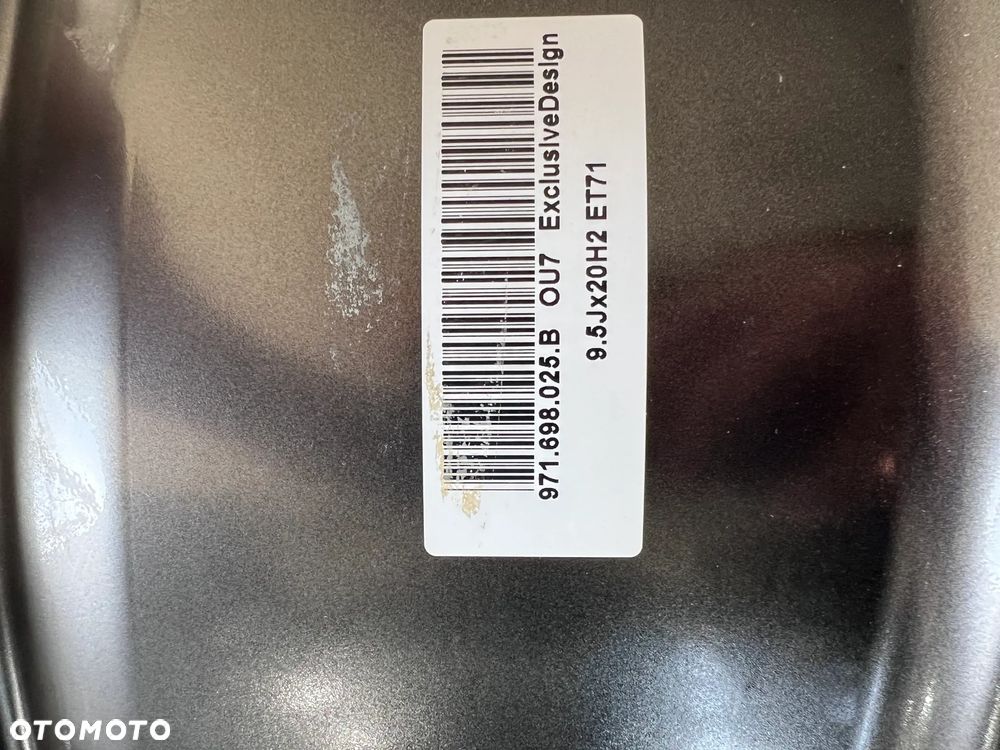 971.698.025.B OU7 ExclusiveDesign
9.5Jx20H2 ET71
OTOMOTO